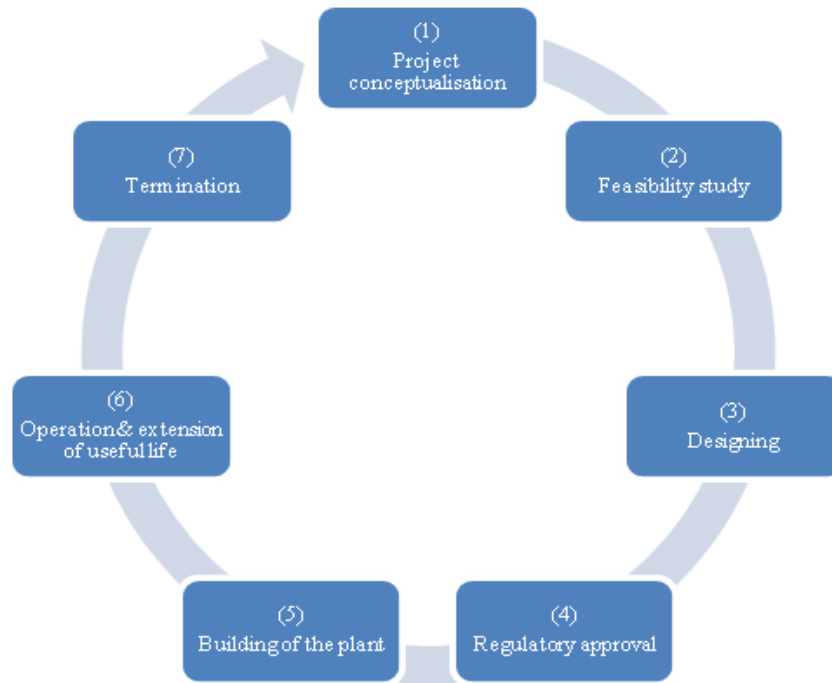 (1)
Project
conceptualisation
(2)
Feasibility study
(3)
Designing
(4)
Regulatory approval
(5)
Building of the plant
(6)
Operation & extension
of useful life
(7)
Termination